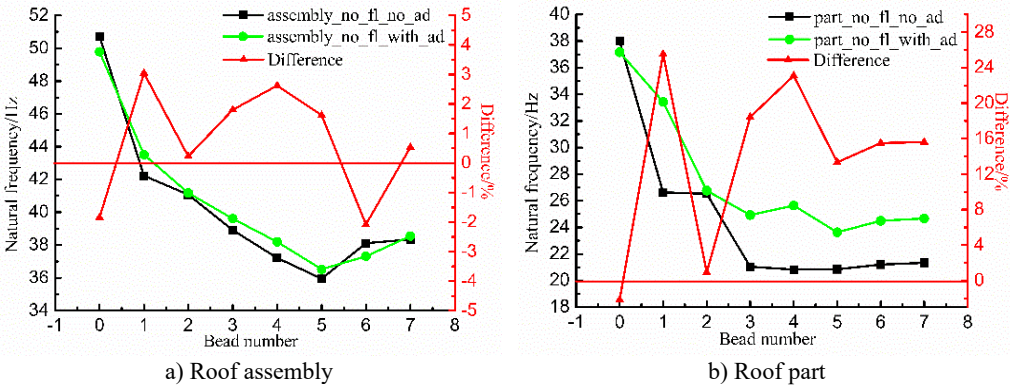 assembly_no_fl_no_ad
assembly_no_fl_with_ad
Difference
52
50
48
46
44
42
40
38
36
34
Natural frequency/Hz
5
4
3
2
1
0
-1
-2
-3
-4
-5
Difference/%
-1 0 1 2 3 4 5 6 7 8
Bead number
a) Roof assembly
part_no_fl_no_ad
part_no_fl_with_ad
Difference
40
38
36
34
32
30
28
26
24
22
20
18
Natural frequency/Hz
28
24
20
16
12
8
4
0
Difference/%
-1 0 1 2 3 4 5 6 7 8
Bead number
b) Roof part